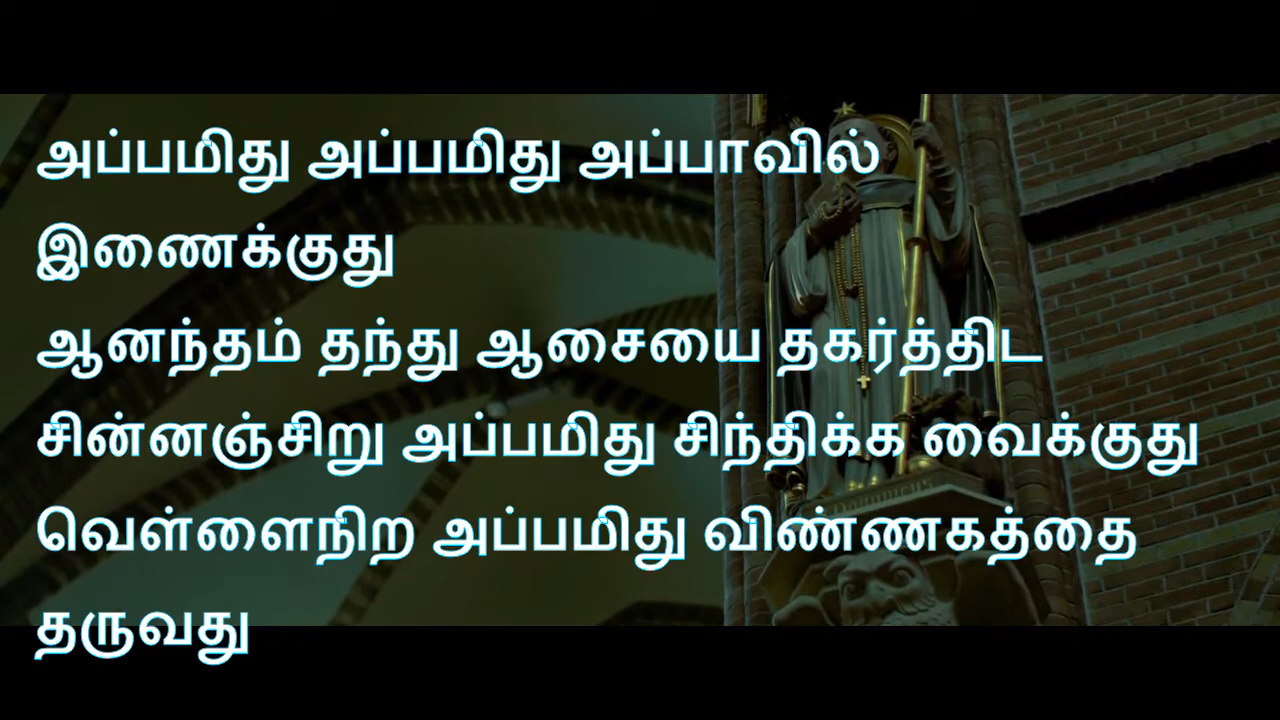 அப்பமிது அப்பமிது அப்பாவில்
இணைக்குது
ஆனந்தம் தந்து ஆசையை தகர்த்திட
சின்னஞ்சிறு அப்பமிது சிந்திக்க வைக்குது
வெள்ளைநிற அப்பமிது விண்ணகத்தை
தருவது